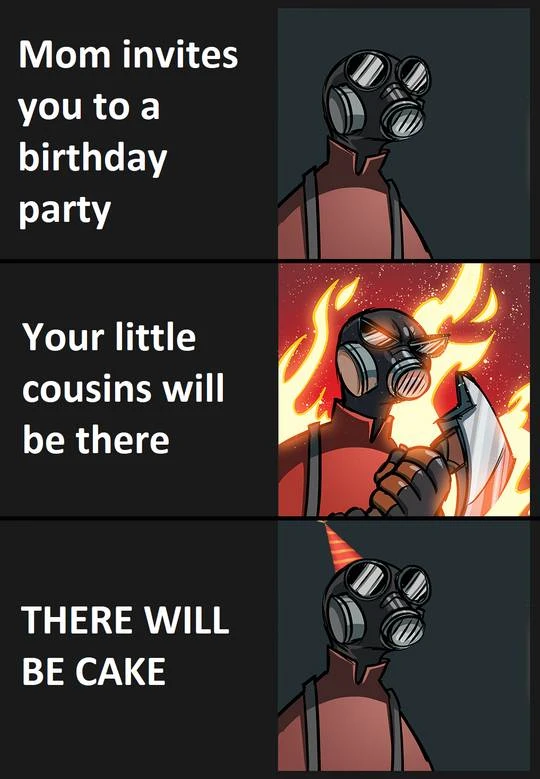 Mom invites
you to a
birthday
party
Your little
cousins will
be there
THERE WILL
BE CAKE